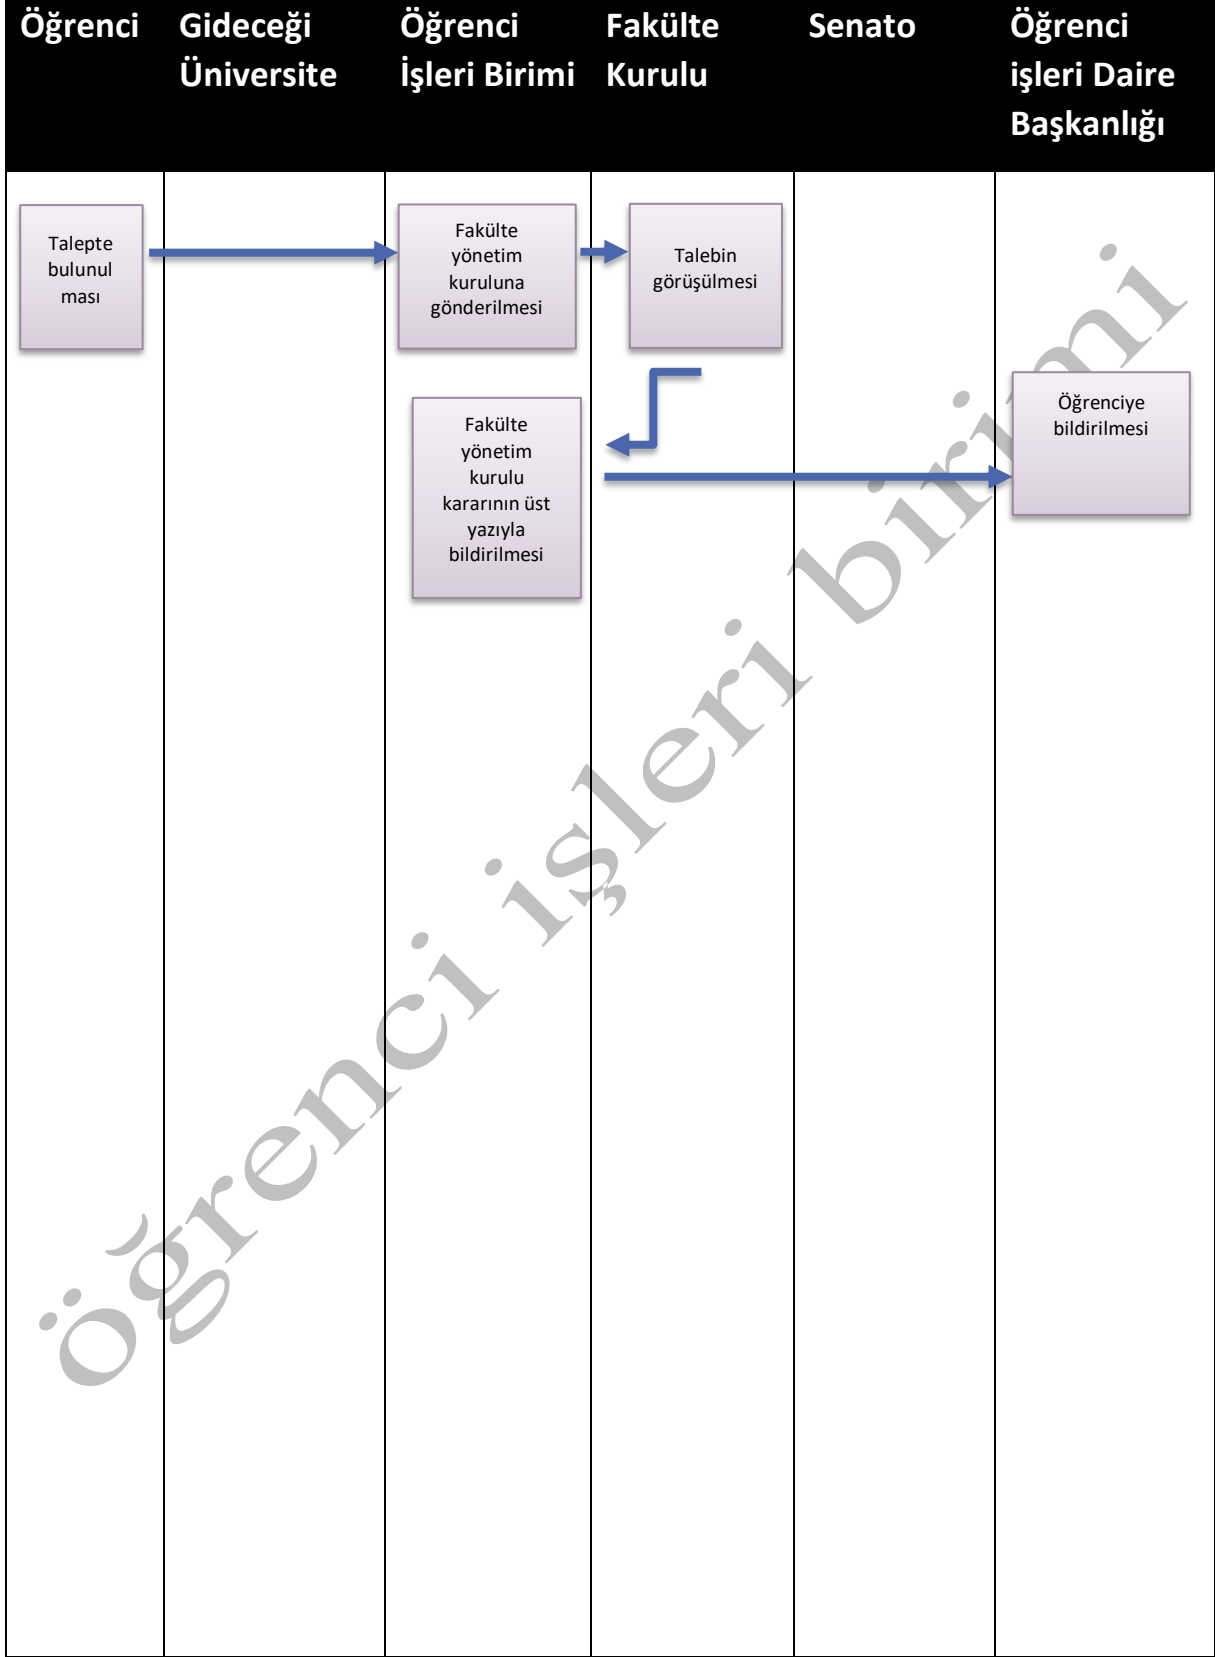 Öğrenci
Gideceği
Üniversite
Öğrenci
İşleri Birimi
Fakülte
Kurulu
Senato
Öğrenci
işleri Daire
Başkanlığı
Talepte
bulunul
ması
Fakülte
yönetim
kuruluna
gönderilmesi
Talebin
görüşülmesi
Fakülte
yönetim
kurulu
kararının üst
yazıyla
bildirilmesi
Öğrenciye
bildirilmesi
öğrenci işleri birimi